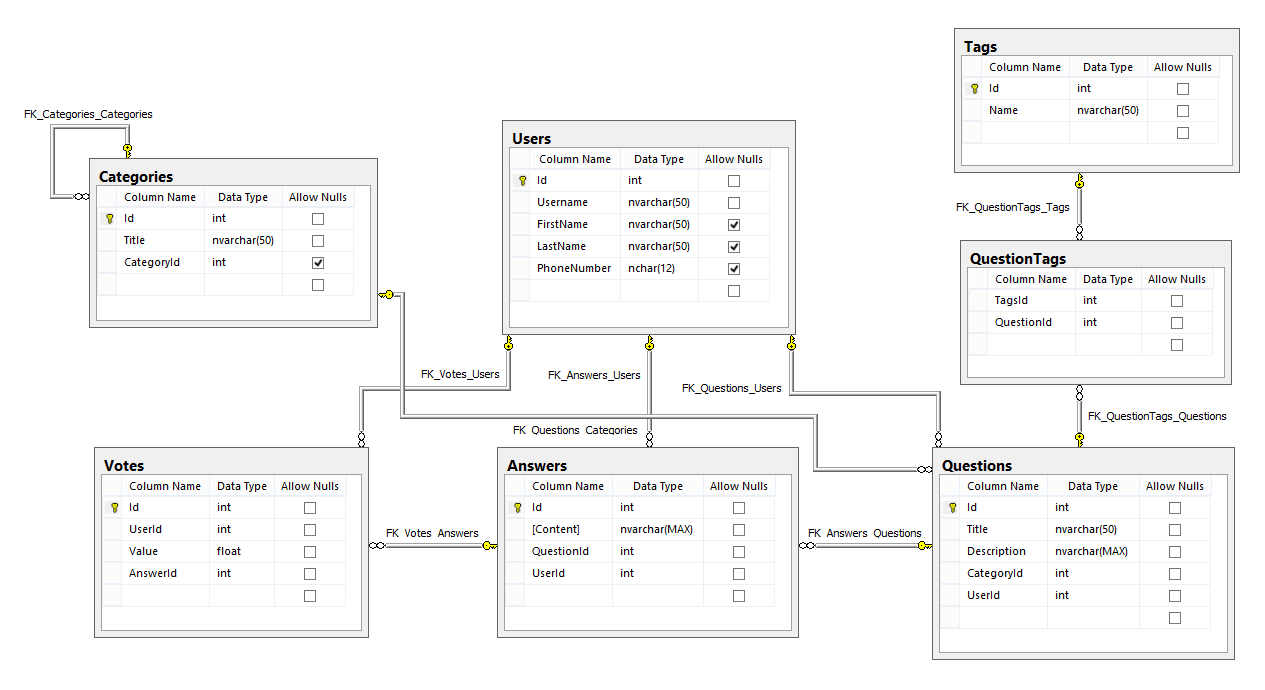 FK_Categories_Categories
Categories
Column Name Data Type Allow Nulls
Id int
Title nvarchar(50)
CategoryId int
Users
Column Name Data Type Allow Nulls
Id int
Username nvarchar(50)
FirstName nvarchar(50)
LastName nvarchar(50)
PhoneNumber nchar(12)
Tags
Column Name Data Type Allow Nulls
Id int
Name nvarchar(50)
FK_QuestionTags_Tags
QuestionTags
Column Name Data Type Allow Nulls
TagsId int
QuestionId int
FK_Votes_Users
FK_Answers_Users
FK_Questions_Users
FK_QuestionTags_Questions
FK_Questions_Categories
Votes
Column Name Data Type Allow Nulls
Id int
UserId int
Value float
AnswerId int
FK_Votes_Answers
Answers
Column Name Data Type Allow Nulls
Id int
[Content] nvarchar(MAX)
QuestionId int
UserId int
FK_Answers_Questions
Questions
Column Name Data Type Allow Nulls
Id int
Title nvarchar(50)
Description nvarchar(MAX)
CategoryId int
UserId int